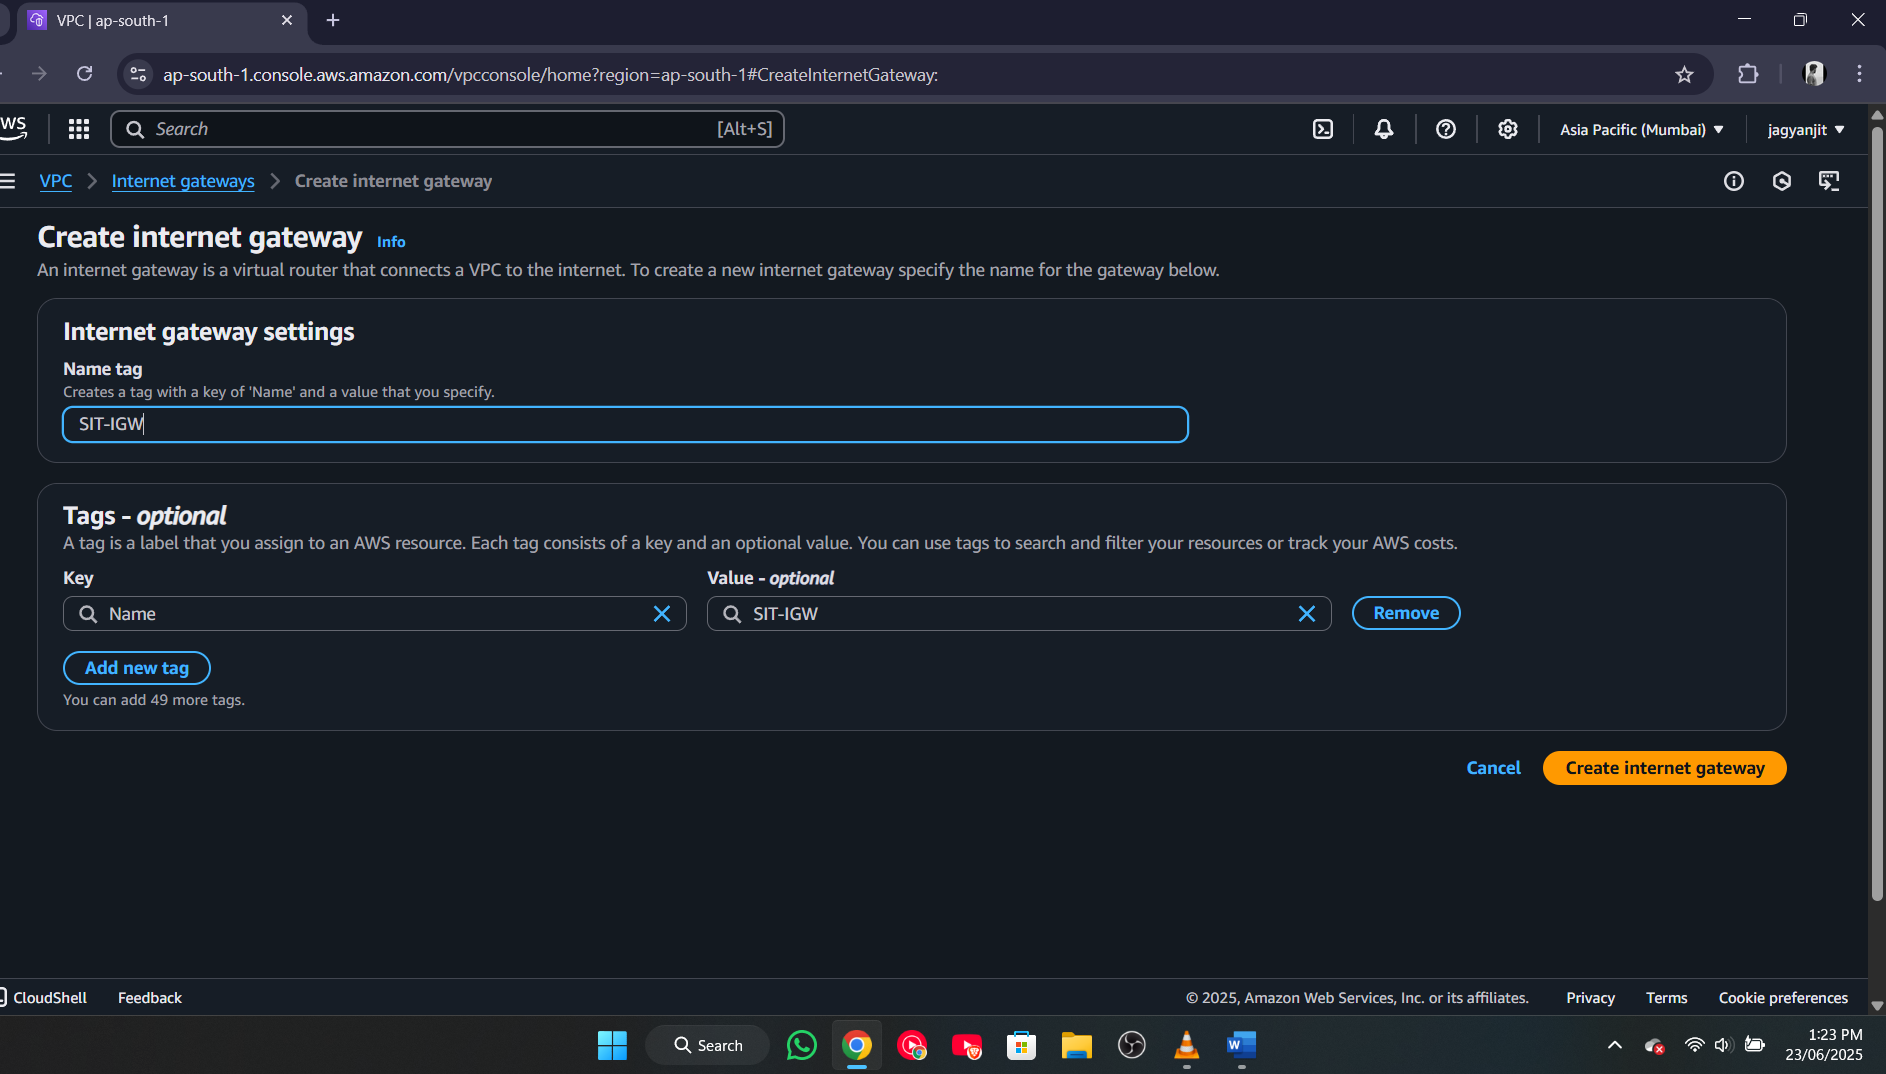 VPC | ap-south-1
ap-south-1.console.aws.amazon.com/vpcconsole/home?region=ap-south-1#CreateInternetGateway:
Search [Alt+S] Asia Pacific (Mumbai) jagyanjit
VPC Internet gateways Create internet gateway
Create internet gateway Info
An internet gateway is a virtual router that connects a VPC to the internet. To create a new internet gateway specify the name for the gateway below.
Internet gateway settings
Name tag
Creates a tag with a key of 'Name' and a value that you specify.
SIT-IGW
Tags - optional
A tag is a label that you assign to an AWS resource. Each tag consists of a key and an optional value. You can use tags to search and filter your resources or track your AWS costs.
Key Value - optional
Name SIT-IGW Remove
Add new tag
You can add 49 more tags.
Cancel Create internet gateway
CloudShell Feedback © 2025, Amazon Web Services, Inc. or its affiliates. Privacy Terms Cookie preferences
Search 1:23 PM
23/06/2025